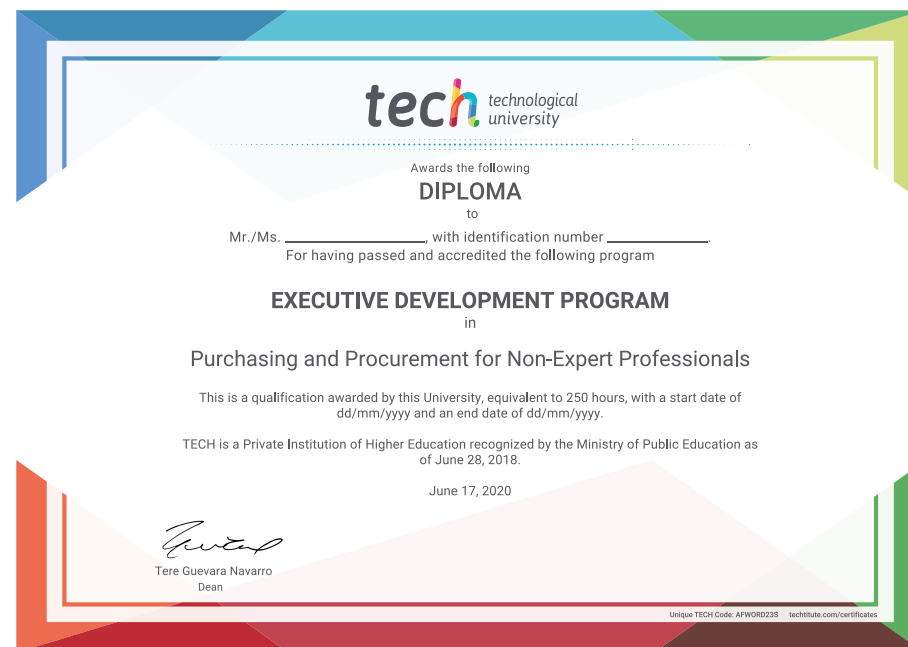 tech technological
university
Awards the following
DIPLOMA
to
Mr./Ms. ____________________, with identification number ______________.
For having passed and accredited the following program
EXECUTIVE DEVELOPMENT PROGRAM
in
Purchasing and Procurement for Non-Expert Professionals
This is a qualification awarded by this University, equivalent to 250 hours, with a start date of
dd/mm/yyyy and an end date of dd/mm/yyyy.
TECH is a Private Institution of Higher Education recognized by the Ministry of Public Education as
of June 28, 2018.
June 17, 2020
Tere Guevara Navarro
Dean
Unique TECH Code: AFWORD23S techtitute.com/certificates